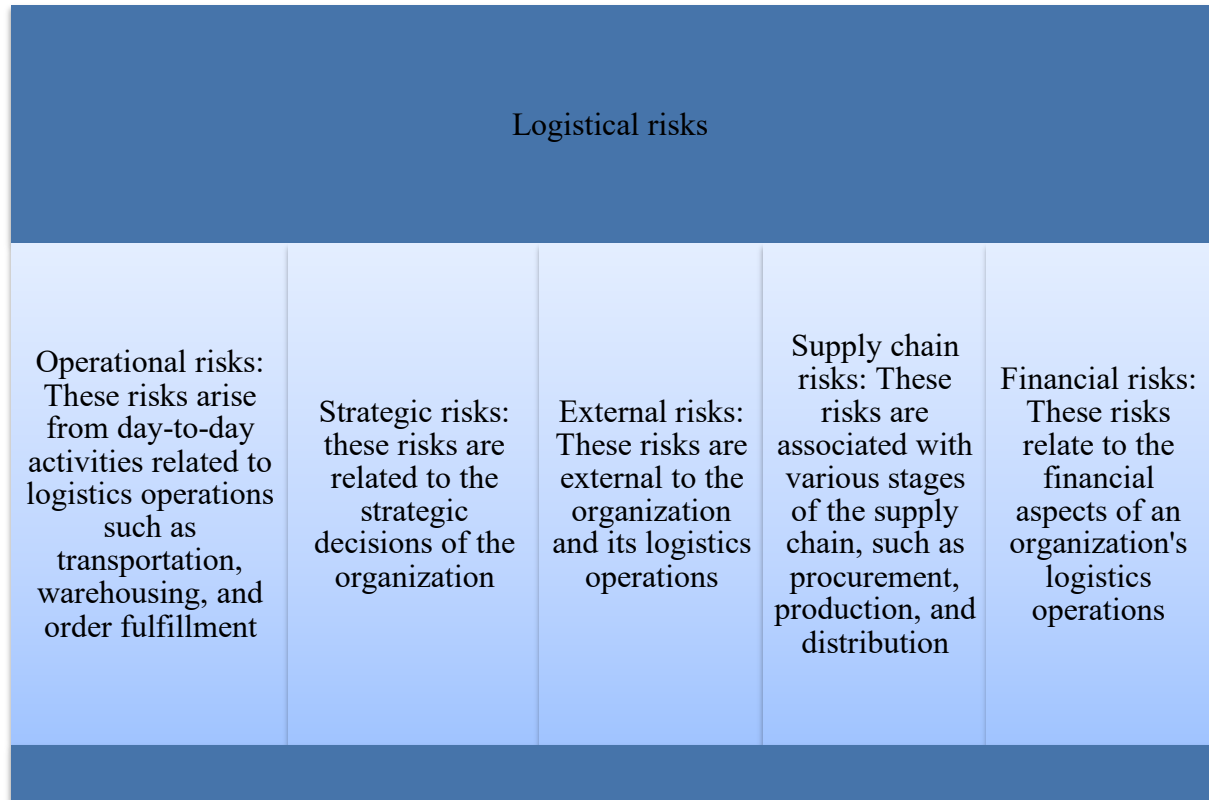 Logistical risks
Operational risks:
These risks arise
from day-to-day
activities related to
logistics operations
such as
transportation,
warehousing, and
order fulfillment
Strategic risks:
these risks are
related to the
strategic
decisions of the
organization
External risks:
These risks are
external to the
organization
and its logistics
operations
Supply chain
risks: These
risks are
associated with
various stages
of the supply
chain, such as
procurement,
production, and
distribution
Financial risks:
These risks
relate to the
financial
aspects of an
organization's
logistics
operations